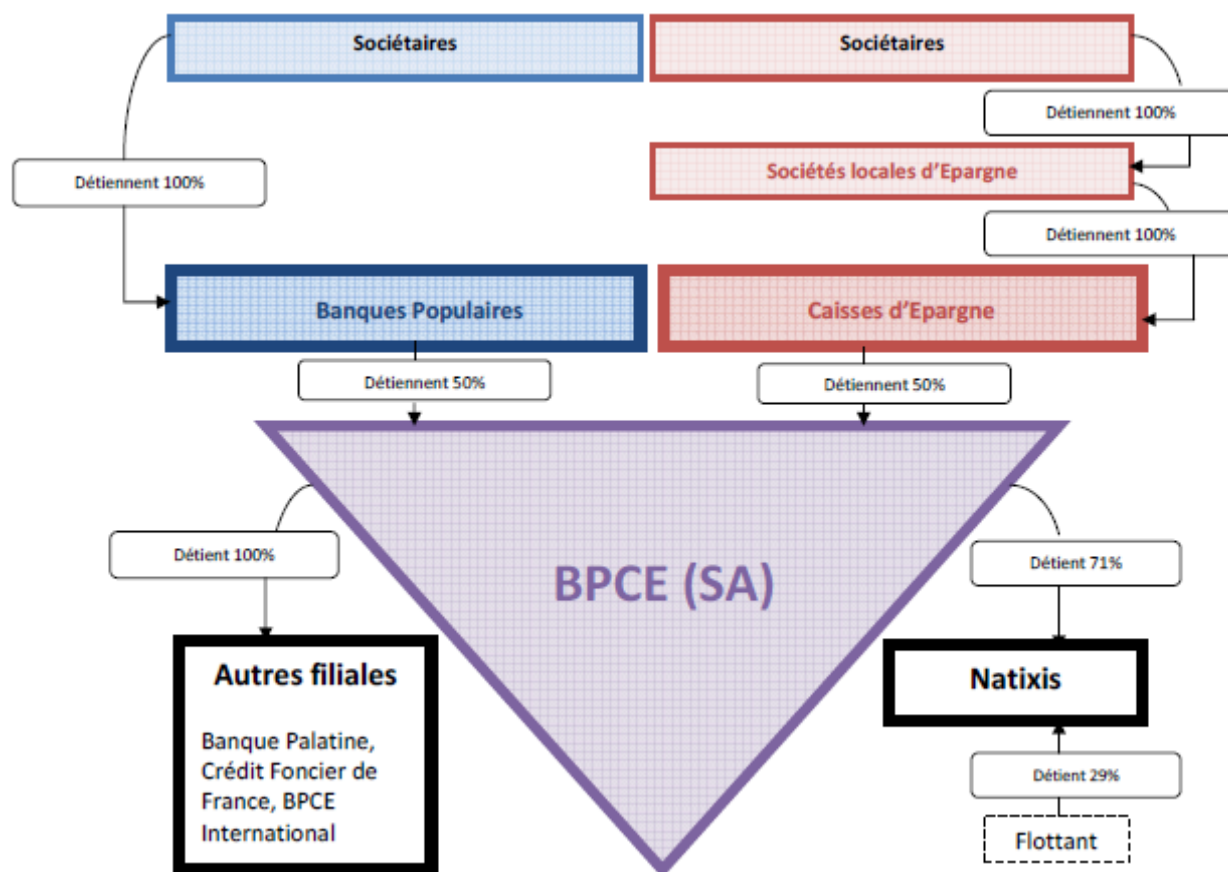 Sociétaires
Sociétaires
Détiennent 100%
Détiennent 100%
Sociétés locales d'Epargne
Détiennent 100%
Banques Populaires
Caisses d'Epargne
Détiennent 50%
Détiennent 50%
BPCE (SA)
Détient 100%
Détient 71%
Autres filiales
Banque Palatine,
Crédit Foncier de
France, BPCE
International
Natixis
Détient 29%
Flottant